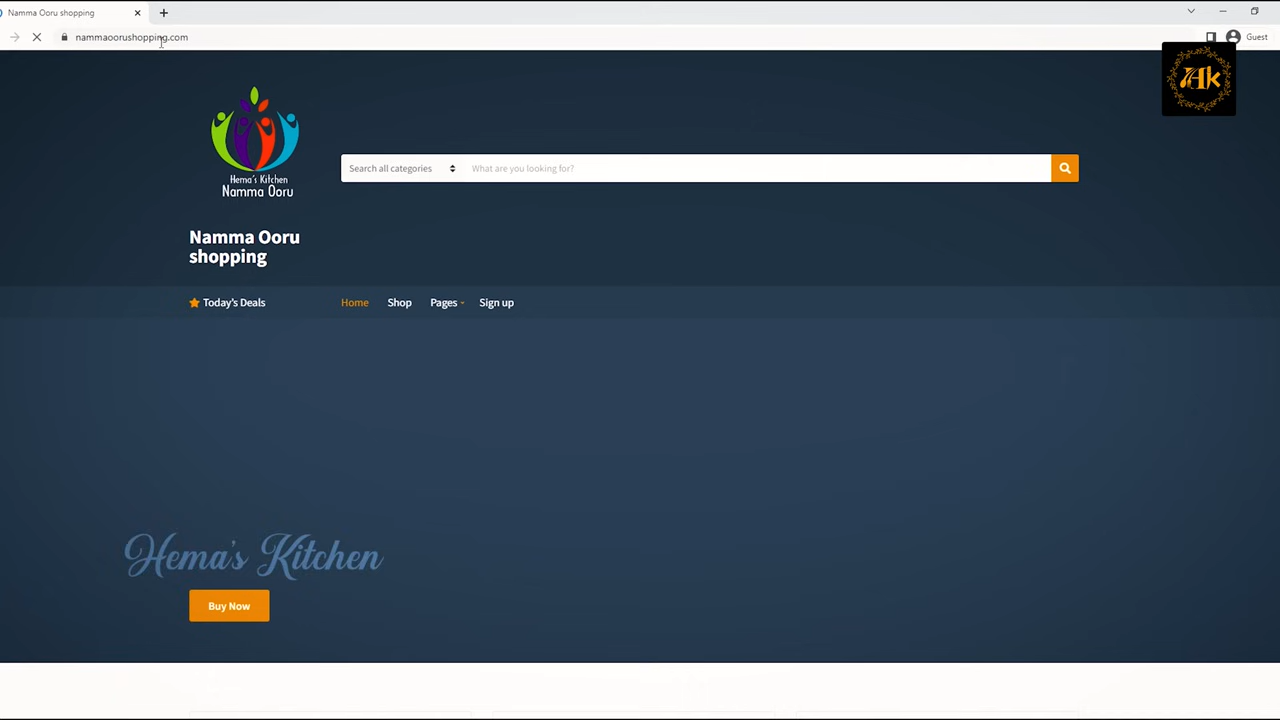 Namma Ooru shopping
nammaoorushopping.com
Guest
Ak
Hema's Kitchen
Namma Ooru
Search all categories
What are you looking for?
Namma Ooru
shopping
Today's Deals
Home
Shop
Pages
Sign up
Hema's Kitchen
Buy Now